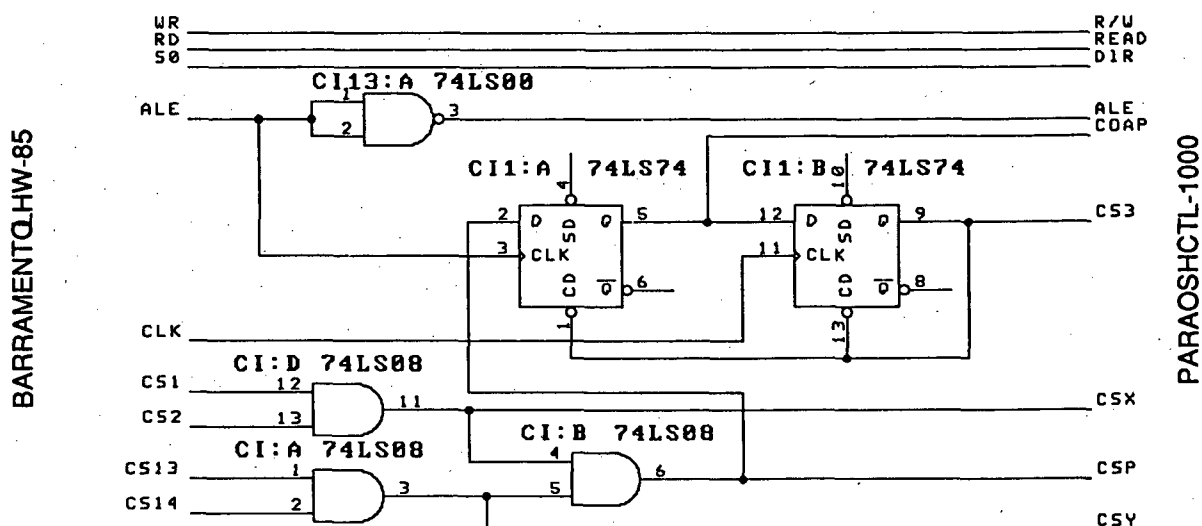 WR R/W
RD READ
S0 DIR
CI13:A 74LS00
1
ALE 3 ALE
2 COAP
CI1:A 74LS74 CI1:B 74LS74
4 10
2 D SD Q 5 12 D SD Q 9 CS3
3 CLK 11 CLK
CD Q 6 CD Q 8
1 13
CLK
CI:D 74LS08
CS1 12
11 CSX
CS2 13
CI:B 74LS08
CI:A 74LS08
4
CS13 1 6 CSP
3 5
CS14 2
CSY
BARRAMENTO LHW-85
PARAOSHCTL-1000